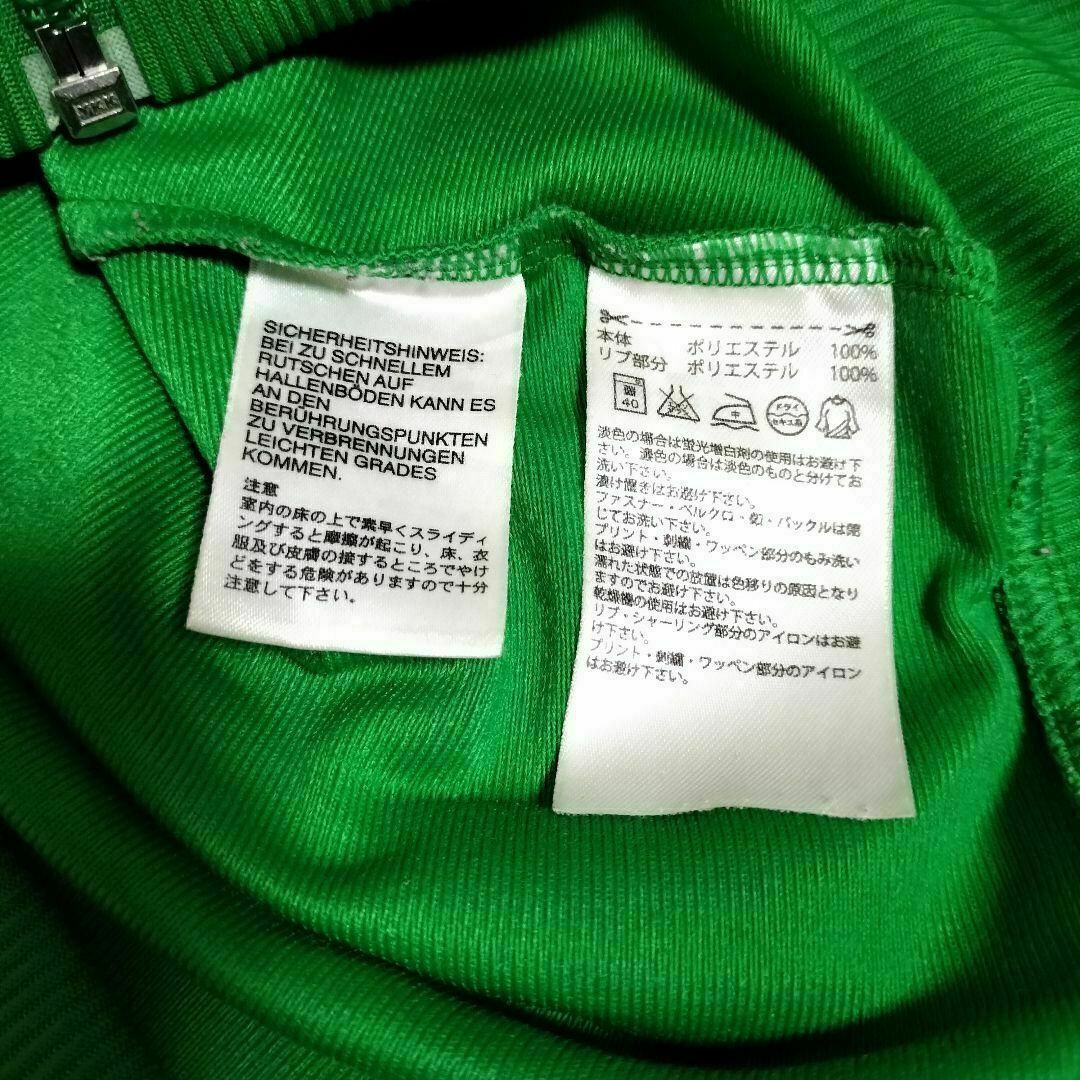 YKK
SICHERHEITSHINWEIS:
BEI ZU SCHNELLEM
RUTSCHEN AUF
HALLENBÖDEN KANN ES
AN DEN
BERÜHRUNGSPUNKTEN
ZU VERBRENNUNGEN
LEICHTEN GRADES
KOMMEN.
注意
室内の床の上で素早くスライディ
ングすると摩擦が起こり、床、衣
服及び皮膚の接するところでやけ
どをする危険がありますので十分
注意して下さい。
本体 ポリエステル 100%
リブ部分 ポリエステル 100%
40
中
ドライ
セキユ系
淡色の場合は蛍光増白剤の使用はお避け下
さい。濃色の場合は淡色のものと分けてお
洗い下さい。
漬け置きはお避け下さい。
ファスナー・ベルクロ・釦・バックルは閉
じてお洗い下さい。
プリント・刺繍・ワッペン部分のもみ洗い
はお避け下さい。
濡れた状態での放置は色移りの原因となり
ますのでお避け下さい。
乾燥機の使用はお避け下さい。
リブ・シャーリング部分のアイロンはお避
け下さい。
プリント・刺繍・ワッペン部分のアイロン
はお避け下さい。